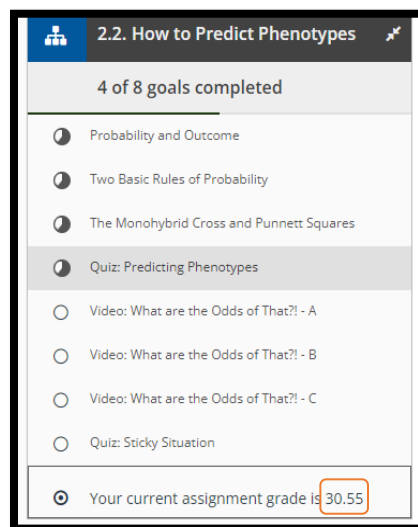 2.2. How to Predict Phenotypes
4 of 8 goals completed
Probability and Outcome
Two Basic Rules of Probability
The Monohybrid Cross and Punnett Squares
Quiz: Predicting Phenotypes
Video: What are the Odds of That?! - A
Video: What are the Odds of That?! - B
Video: What are the Odds of That?! - C
Quiz: Sticky Situation
Your current assignment grade is 30.55